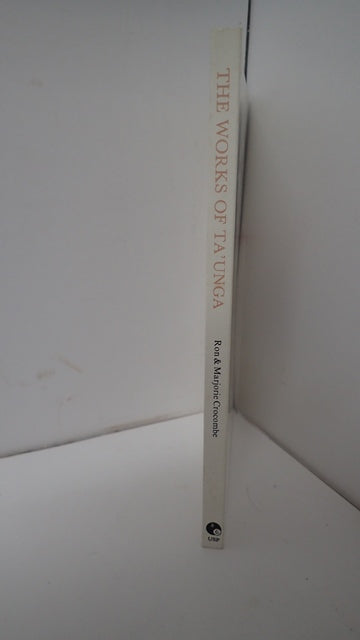 THE WORKS OF TA'UNGA
Ron & Marjorie Crocombe
USP